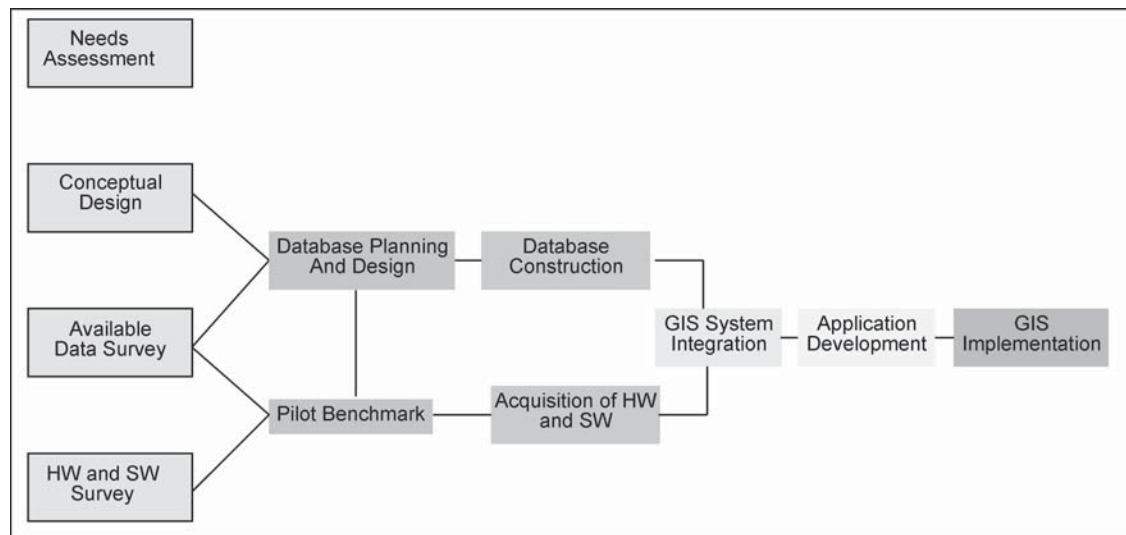 Needs
Assessment
Conceptual
Design
Available
Data Survey
HW and SW
Survey
Database Planning
And Design
Pilot Benchmark
Database
Construction
Acquisition of HW
and SW
GIS System
Integration
Application
Development
GIS
Implementation